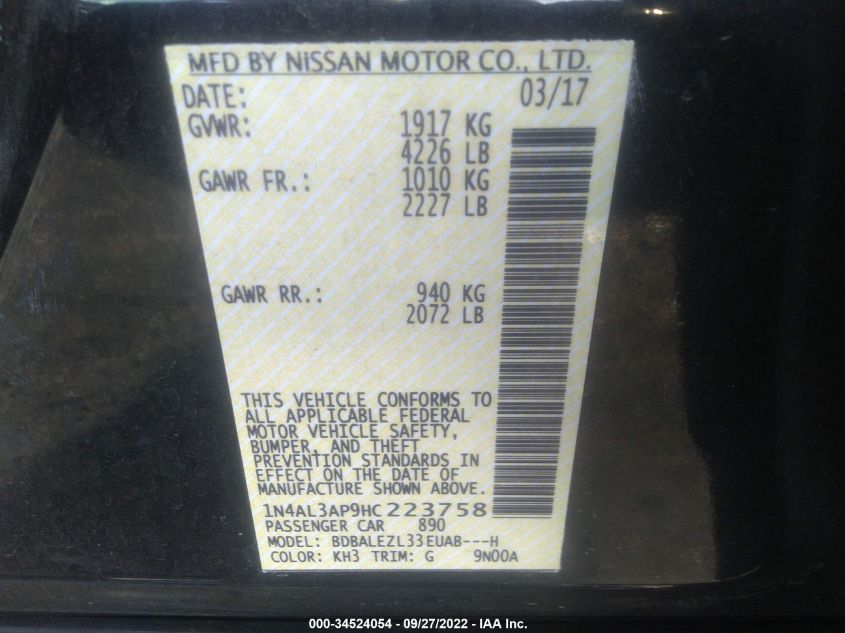 MFD BY NISSAN MOTOR CO., LTD.
DATE: 03/17
GVWR: 1917 KG
4226 LB
GAWR FR.: 1010 KG
2227 LB
GAWR RR.: 940 KG
2072 LB
THIS VEHICLE CONFORMS TO
ALL APPLICABLE FEDERAL
MOTOR VEHICLE SAFETY,
BUMPER, AND THEFT
PREVENTION STANDARDS IN
EFFECT ON THE DATE OF
MANUFACTURE SHOWN ABOVE.
1N4AL3AP9HC223758
PASSENGER CAR 890
MODEL: BDBALEZL33EUAB---H
COLOR: KH3 TRIM: G 9N00A
000-34524054 - 09/27/2022 - IAA Inc.